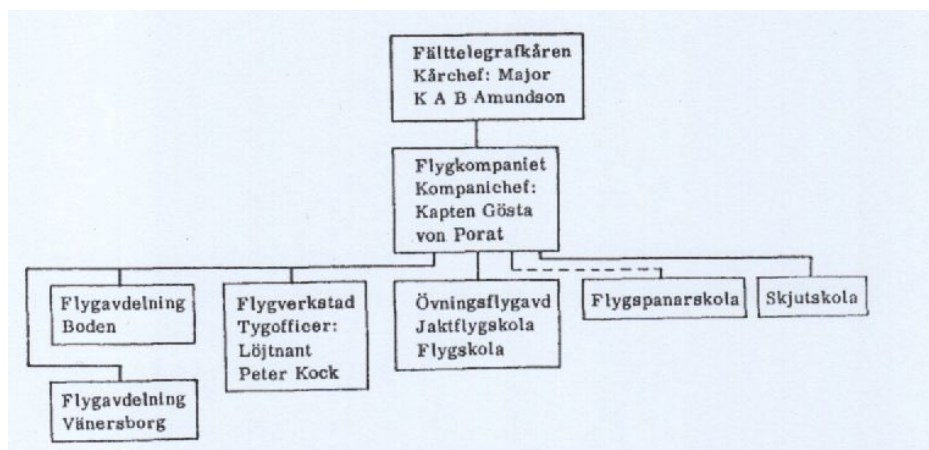 Fälttelegrafkåren
Kårchef: Major
K A B Amundson
Flygkompaniet
Kompanichef:
Kapten Gösta
von Porat
Flygavdelning
Boden
Flygverkstad
Tygofficer:
Löjtnant
Peter Kock
Övningsflygavd
Jaktflygskola
Flygskola
Flygspanarskola
Skjutskola
Flygavdelning
Vänersborg